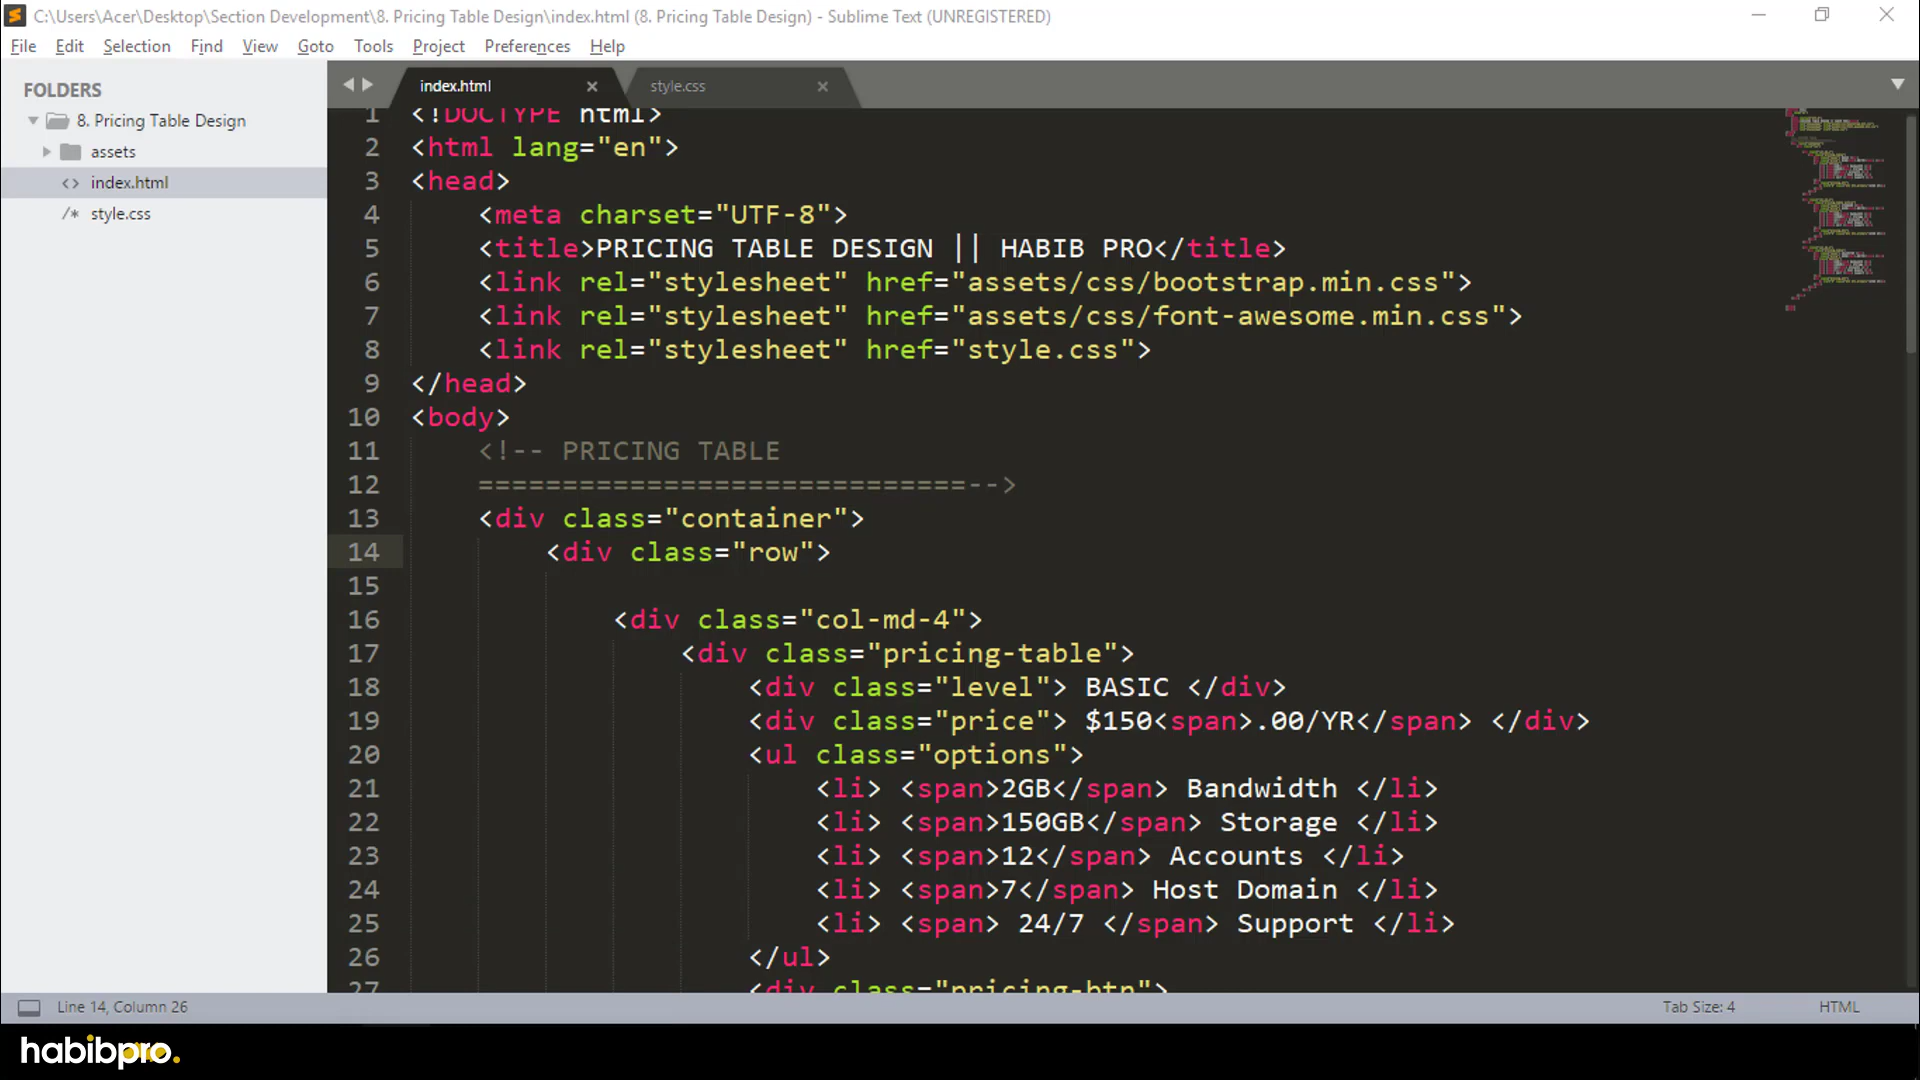 C:\Users\Acer\Desktop\Section Development\8. Pricing Table Design\index.html (8. Pricing Table Design) - Sublime Text (UNREGISTERED)
File Edit Selection Find View Goto Tools Project Preferences Help
FOLDERS
8. Pricing Table Design
assets
<> index.html
/* style.css
index.html × style.css ×
1 <!DOCTYPE html>
2 <html lang="en">
3 <head>
4 <meta charset="UTF-8">
5 <title>PRICING TABLE DESIGN || HABIB PRO</title>
6 <link rel="stylesheet" href="assets/css/bootstrap.min.css">
7 <link rel="stylesheet" href="assets/css/font-awesome.min.css">
8 <link rel="stylesheet" href="style.css">
9 </head>
10 <body>
11 <!-- PRICING TABLE
12 =============================-->
13 <div class="container">
14 <div class="row">
15
16 <div class="col-md-4">
17 <div class="pricing-table">
18 <div class="level"> BASIC </div>
19 <div class="price"> $150<span>.00/YR</span> </div>
20 <ul class="options">
21 <li> <span>2GB</span> Bandwidth </li>
22 <li> <span>150GB</span> Storage </li>
23 <li> <span>12</span> Accounts </li>
24 <li> <span>7</span> Host Domain </li>
25 <li> <span> 24/7 </span> Support </li>
26 </ul>
27 <div class="pricing-btn">
Line 14, Column 26
Tab Size: 4
HTML
habibpro.